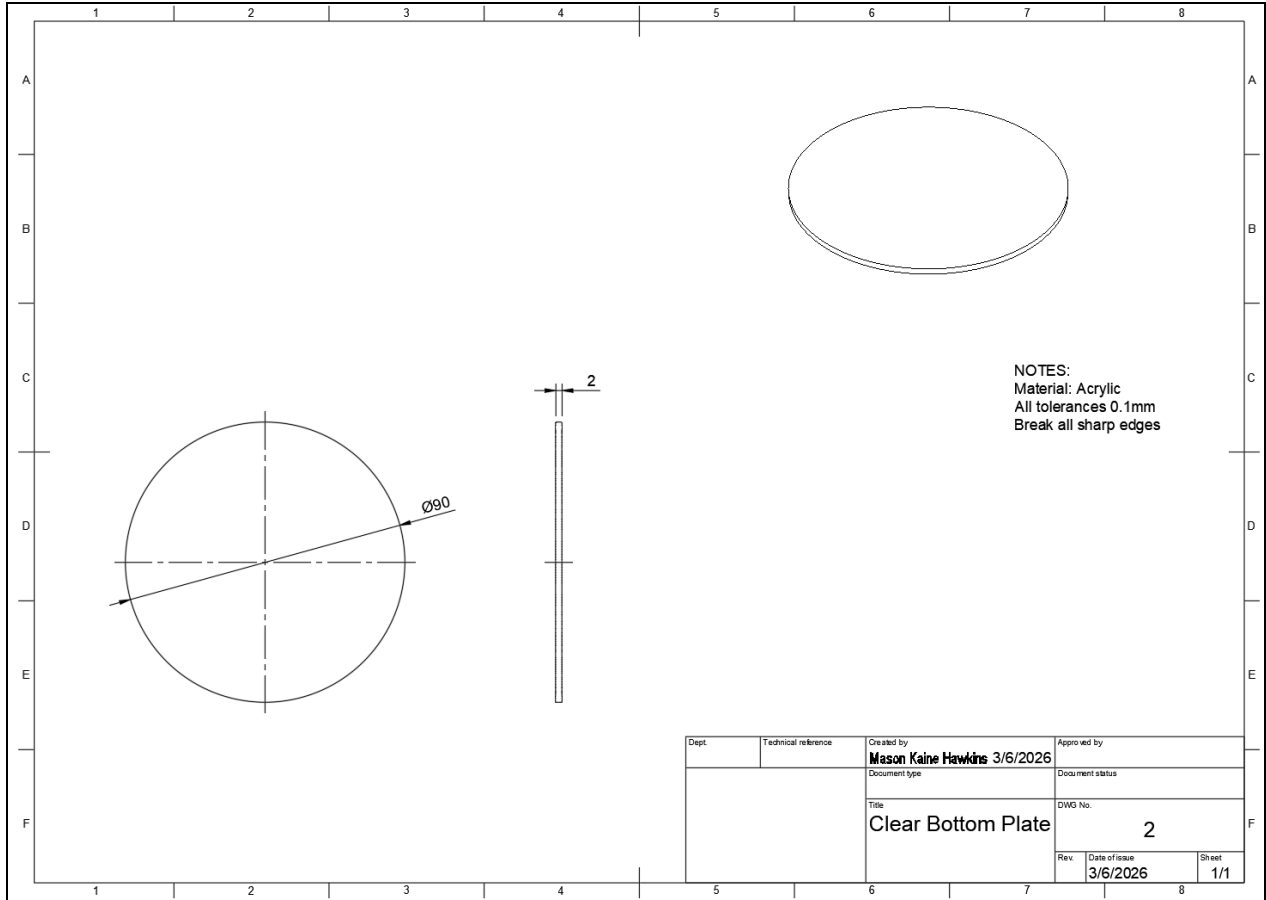 1 2 3 4 5 6 7 8
A A
B B
C C
D D
E E
F F
2
Ø90
NOTES:
Material: Acrylic
All tolerances 0.1mm
Break all sharp edges
Dept. Technical reference Created by Approved by
Mason Kaine Hawkins 3/6/2026
Document type Document status
Title DWG No.
Clear Bottom Plate 2
Rev. Date of issue Sheet
3/6/2026 1/1
1 2 3 4 5 6 7 8